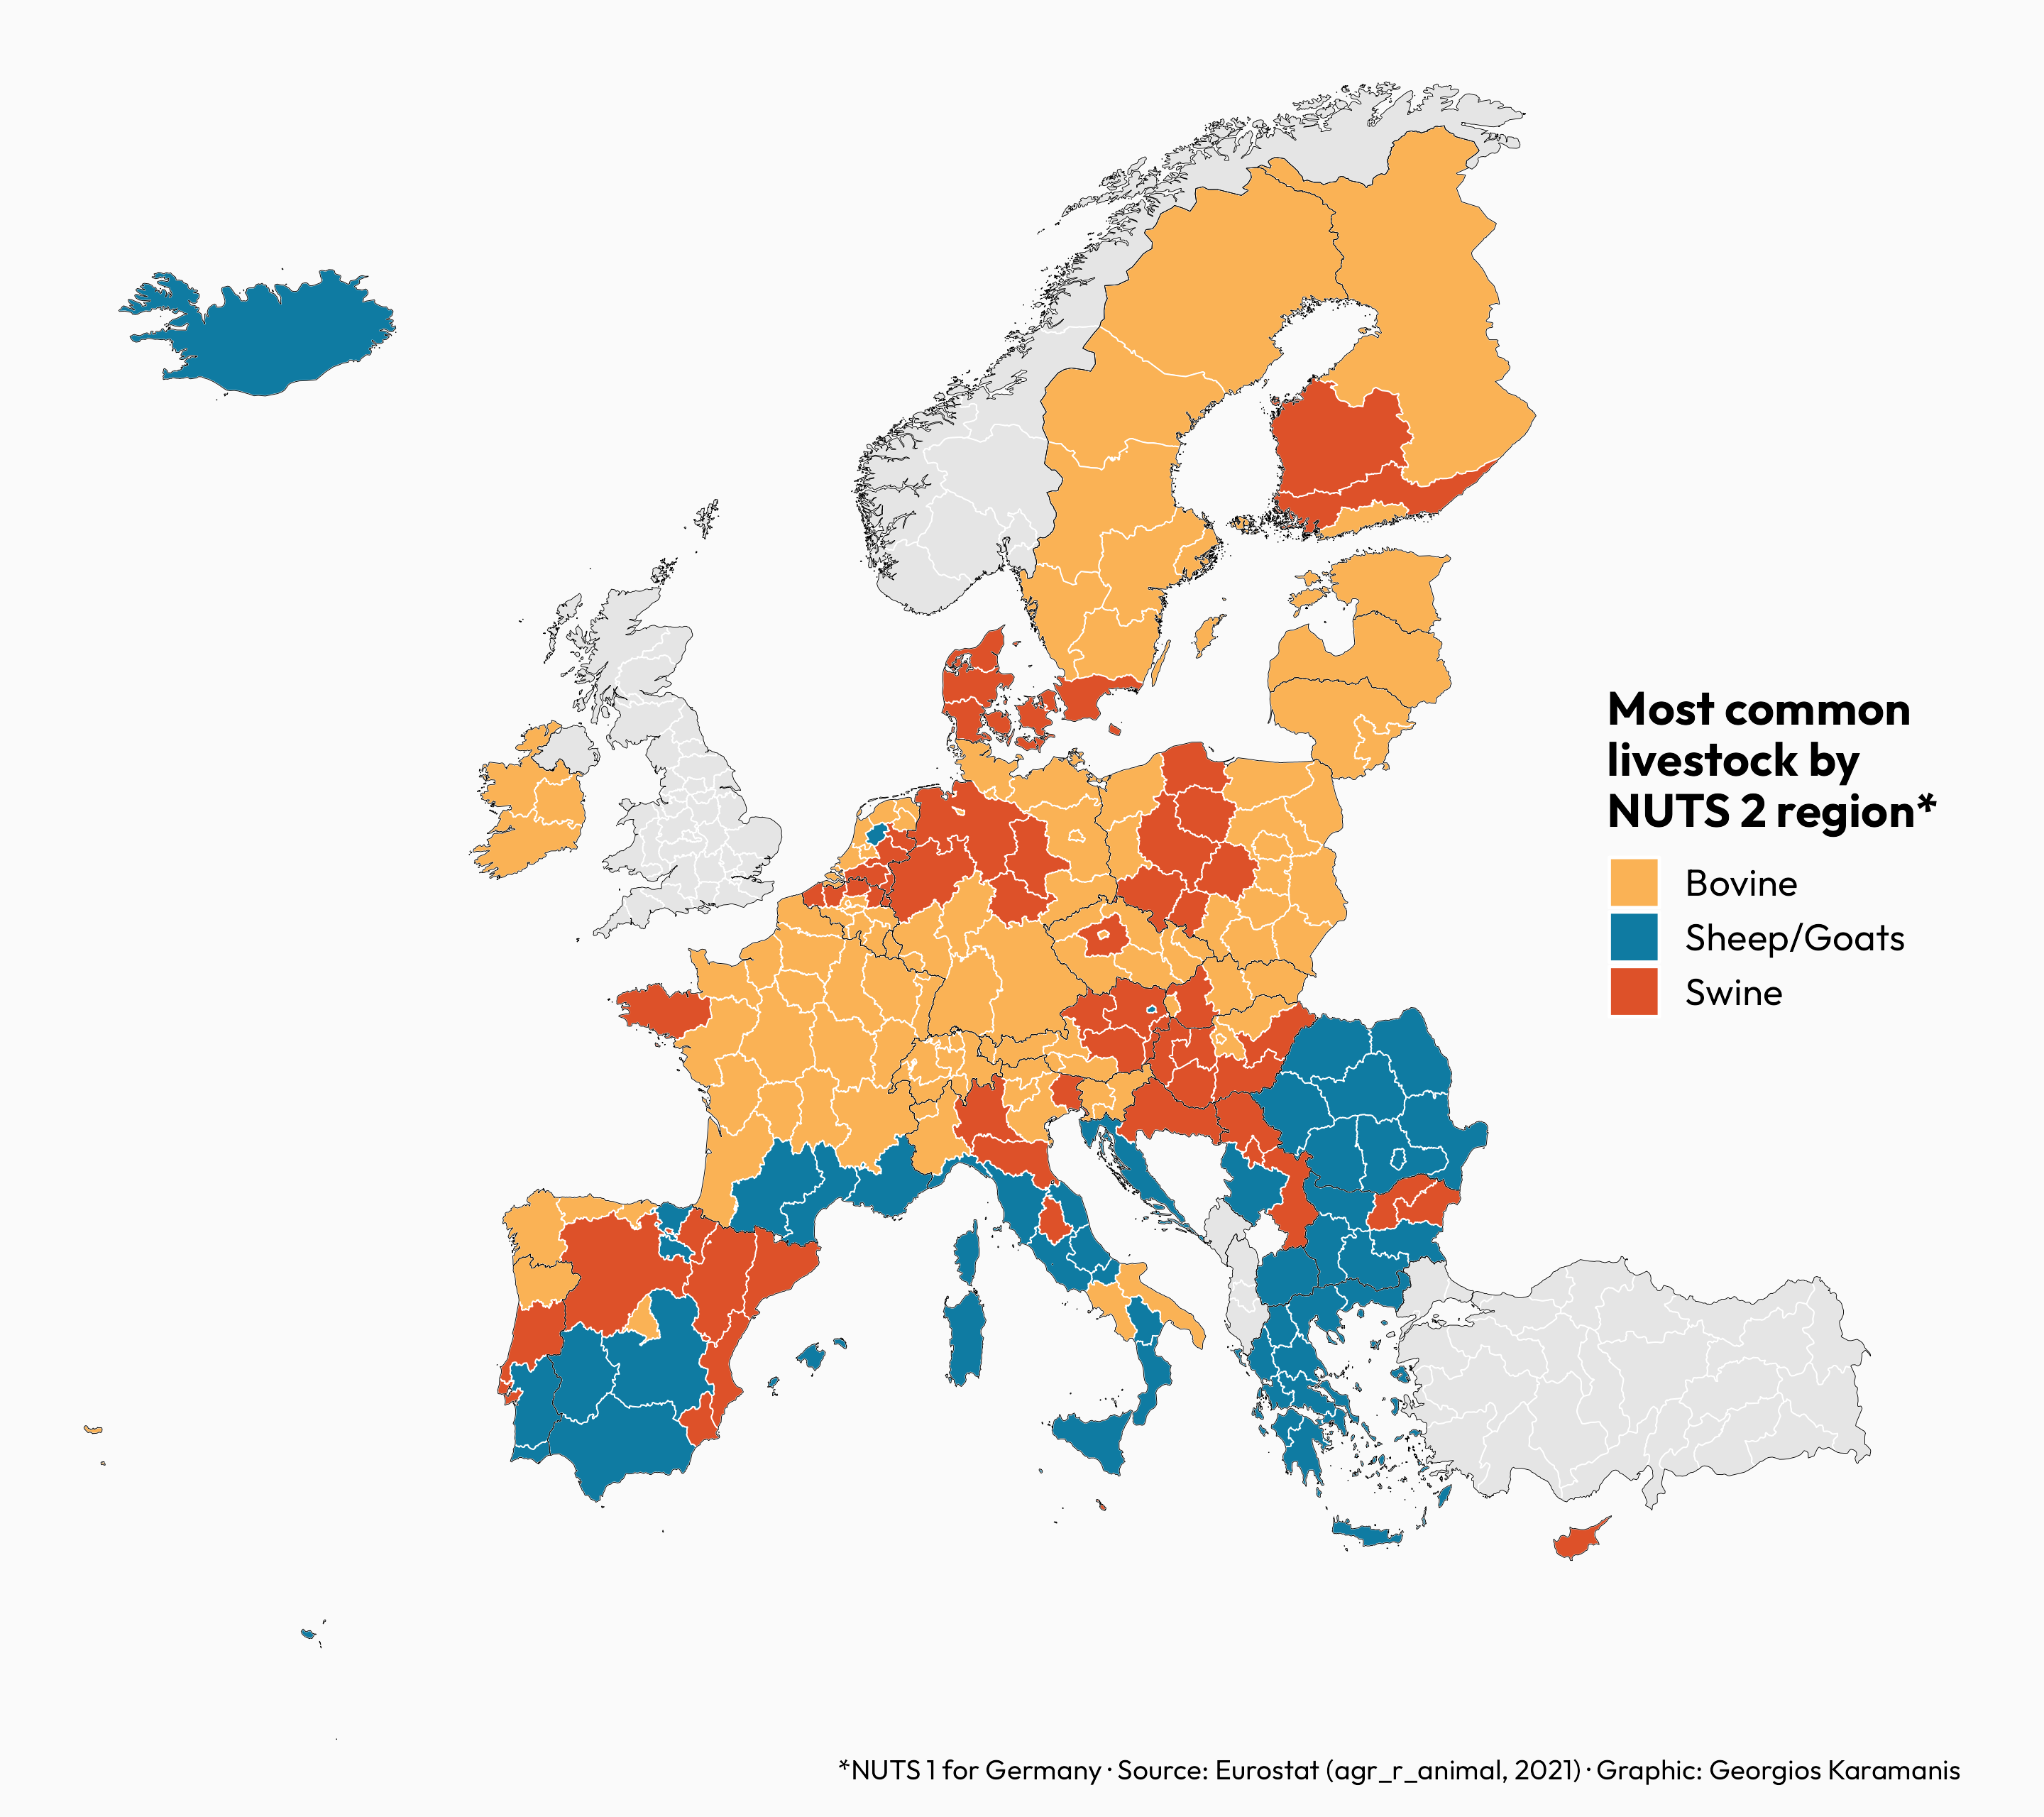 Most common
livestock by
NUTS 2 region*
Bovine
Sheep/Goats
Swine
*NUTS 1 for Germany · Source: Eurostat (agr_r_animal, 2021) · Graphic: Georgios Karamanis